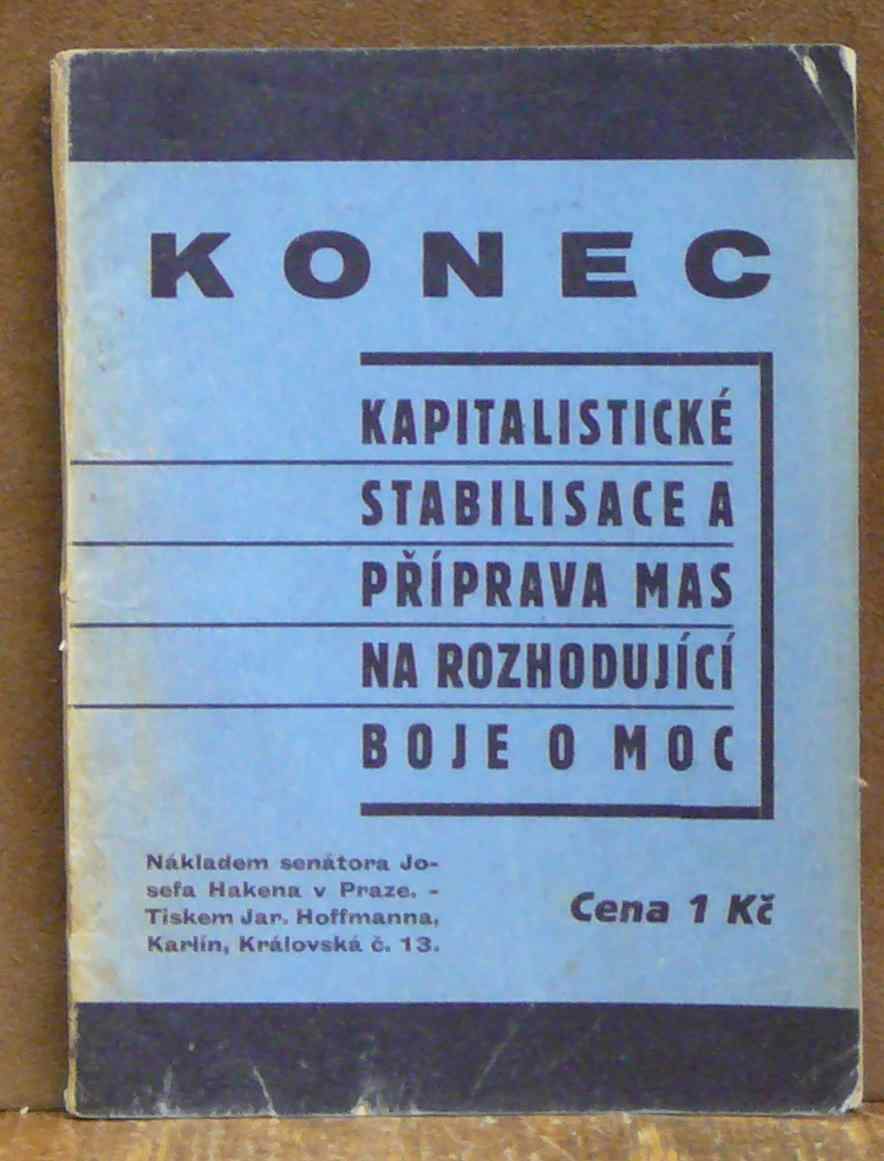 KONEC
KAPITALISTICKÉ
STABILISACE A
PŘÍPRAVA MAS
NA ROZHODUJÍCÍ
BOJE O MOC
Nákladem senátora Jo-
sefa Hakena v Praze. -
Tiskem Jar. Hoffmanna,
Karlín, Královská č. 13.
Cena 1 Kč